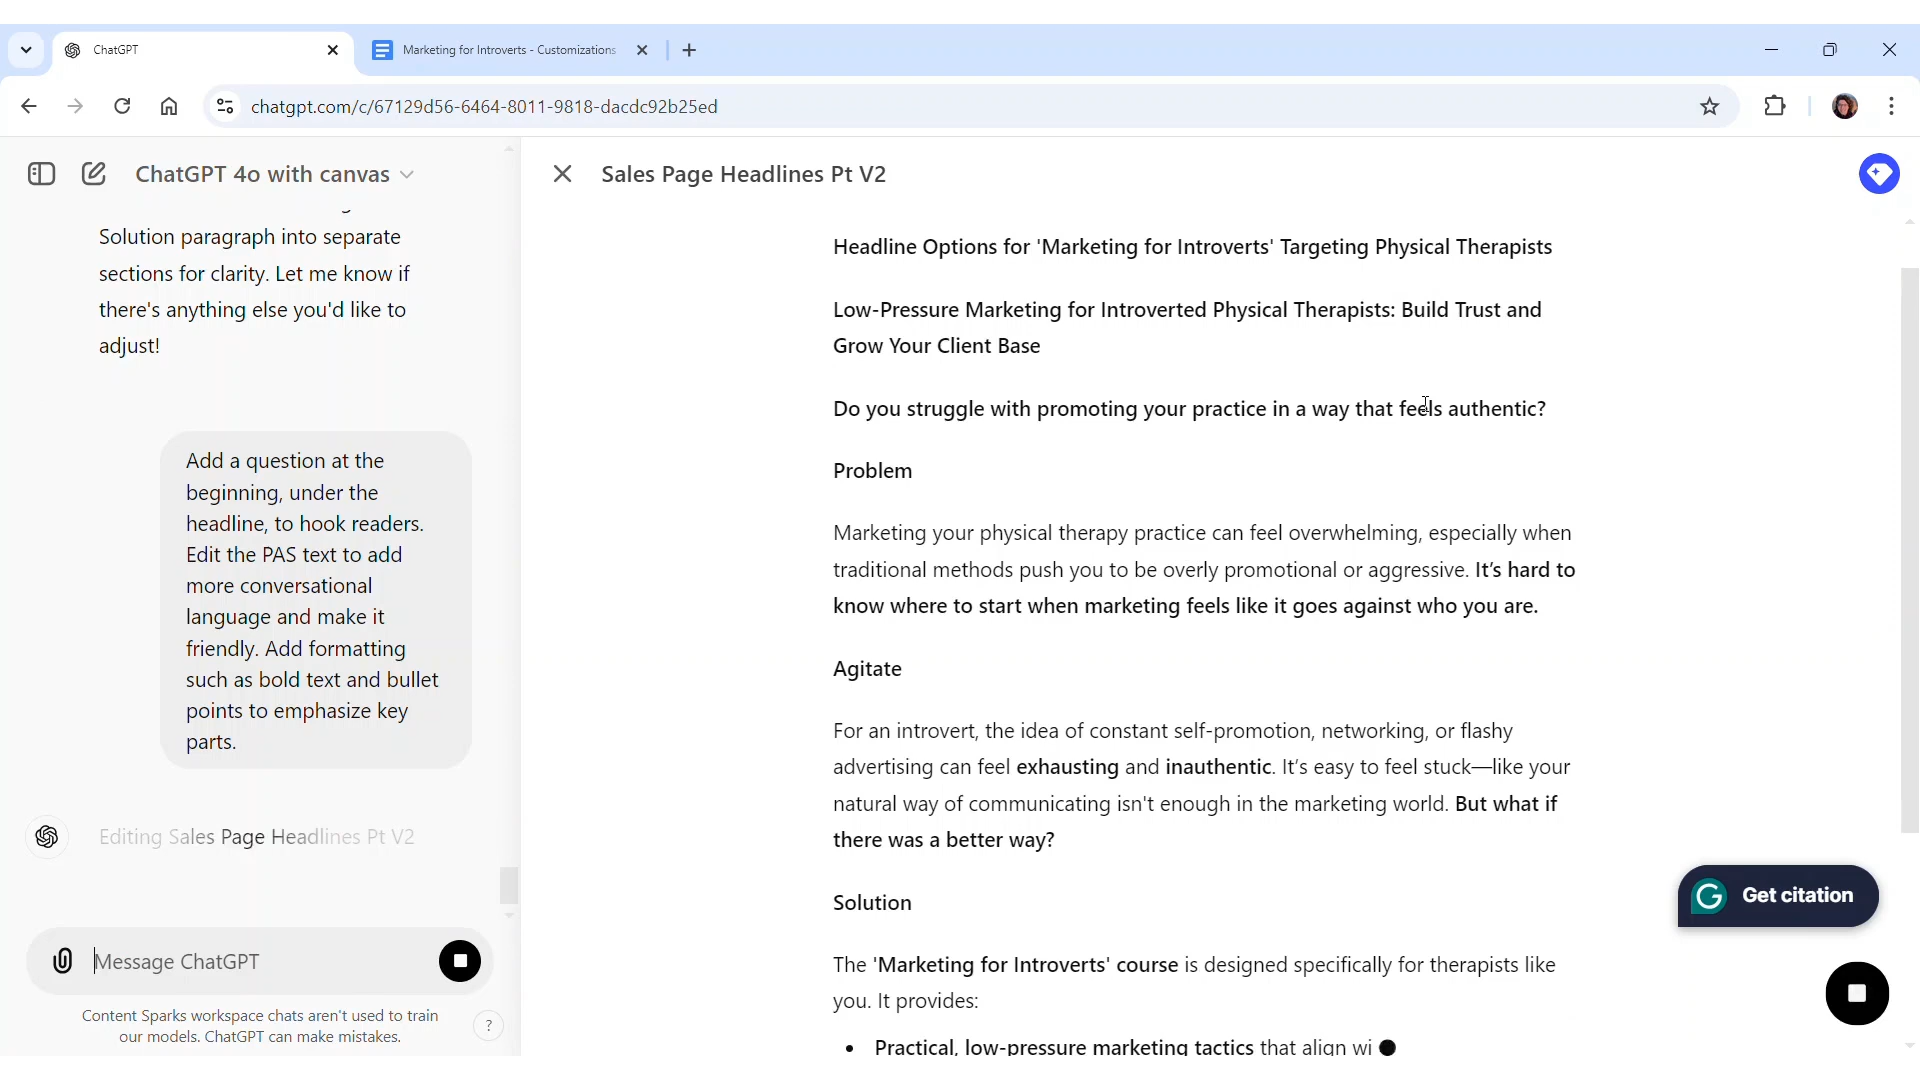 ChatGPT
Marketing for Introverts - Customizations
chatgpt.com/c/67129d56-6464-8011-9818-dacdc92b25ed
ChatGPT 4o with canvas
Solution paragraph into separate
sections for clarity. Let me know if
there's anything else you'd like to
adjust!
Add a question at the
beginning, under the
headline, to hook readers.
Edit the PAS text to add
more conversational
language and make it
friendly. Add formatting
such as bold text and bullet
points to emphasize key
parts.
Editing Sales Page Headlines Pt V2
Message ChatGPT
Content Sparks workspace chats aren't used to train
our models. ChatGPT can make mistakes.
?
Sales Page Headlines Pt V2
Headline Options for 'Marketing for Introverts' Targeting Physical Therapists
Low-Pressure Marketing for Introverted Physical Therapists: Build Trust and
Grow Your Client Base
Do you struggle with promoting your practice in a way that feels authentic?
Problem
Marketing your physical therapy practice can feel overwhelming, especially when
traditional methods push you to be overly promotional or aggressive. It's hard to
know where to start when marketing feels like it goes against who you are.
Agitate
For an introvert, the idea of constant self-promotion, networking, or flashy
advertising can feel exhausting and inauthentic. It's easy to feel stuck—like your
natural way of communicating isn't enough in the marketing world. But what if
there was a better way?
Solution
The 'Marketing for Introverts' course is designed specifically for therapists like
you. It provides:
• Practical, low-pressure marketing tactics that align wi
Get citation